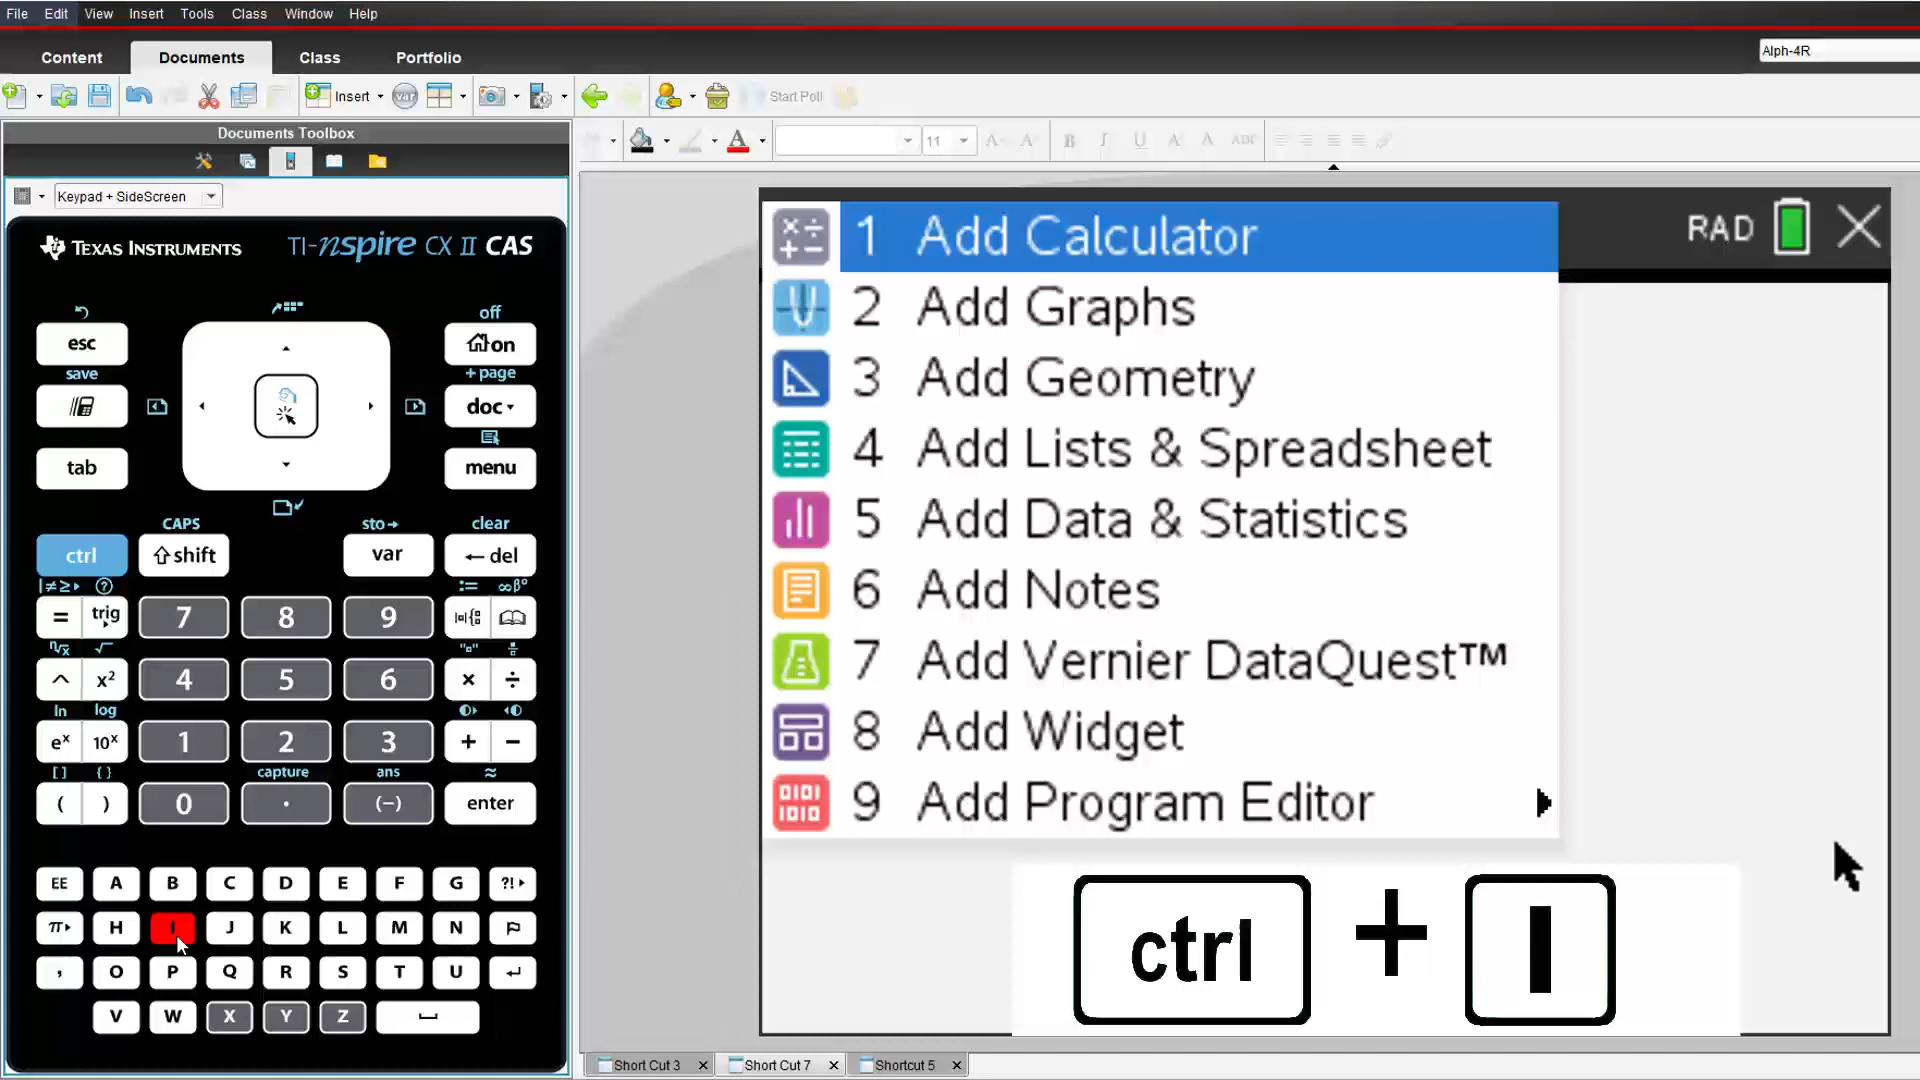 File Edit View Insert Tools Class Window Help
Content Documents Class Portfolio
Alph-4R
Insert var Start Poll
Documents Toolbox
A 11 A A B I U A A ABC
Keypad + SideScreen
TEXAS INSTRUMENTS TI-nspire CX II CAS
off
esc on
save + page
doc
tab menu
CAPS sto→ clear
ctrl ⇧shift var ← del
|≠≥▸ ? := ∞β°
= trig 7 8 9
ⁿ√x √ "□"
^ x² 4 5 6 × ÷
ln log
eˣ 10ˣ 1 2 3 + −
[ ] { } capture ans ≈
( ) 0 . (−) enter
EE A B C D E F G ?!▸
π▸ H I J K L M N
, O P Q R S T U ↵
V W X Y Z
RAD
1 Add Calculator
2 Add Graphs
3 Add Geometry
4 Add Lists & Spreadsheet
5 Add Data & Statistics
6 Add Notes
7 Add Vernier DataQuest™
8 Add Widget
9 Add Program Editor
ctrl + I
Short Cut 3 Short Cut 7 Shortcut 5